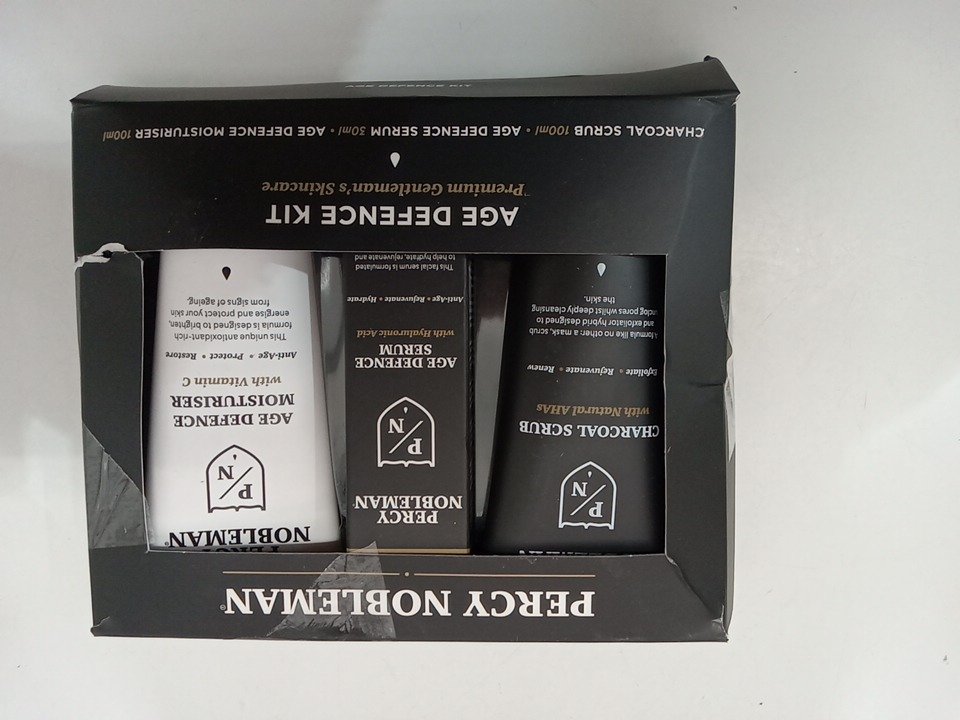 PERCY NOBLEMAN®
PERCY
NOBLEMAN®
P N
AGE DEFENCE
MOISTURISER
with Vitamin C
Anti-Age • Protect • Restore
This unique antioxidant-rich
formula is designed to brighten,
energise and protect your skin
from signs of ageing.
PERCY
NOBLEMAN
P N
AGE DEFENCE
SERUM
with Hyaluronic Acid
Anti-Age • Rejuvenate • Hydrate
This facial serum is formulated
to help hydrate, rejuvenate and
P N
CHARCOAL SCRUB
with Natural AHAs
Exfoliate • Rejuvenate • Renew
A formula like no other: a mask, scrub
and exfoliator hybrid designed to
pores whilst deeply cleansing
the skin.
AGE DEFENCE KIT
Premium Gentleman's Skincare™
CHARCOAL SCRUB 100ml • AGE DEFENCE SERUM 30ml • AGE DEFENCE MOISTURISER 100ml
AGE DEFENCE KIT